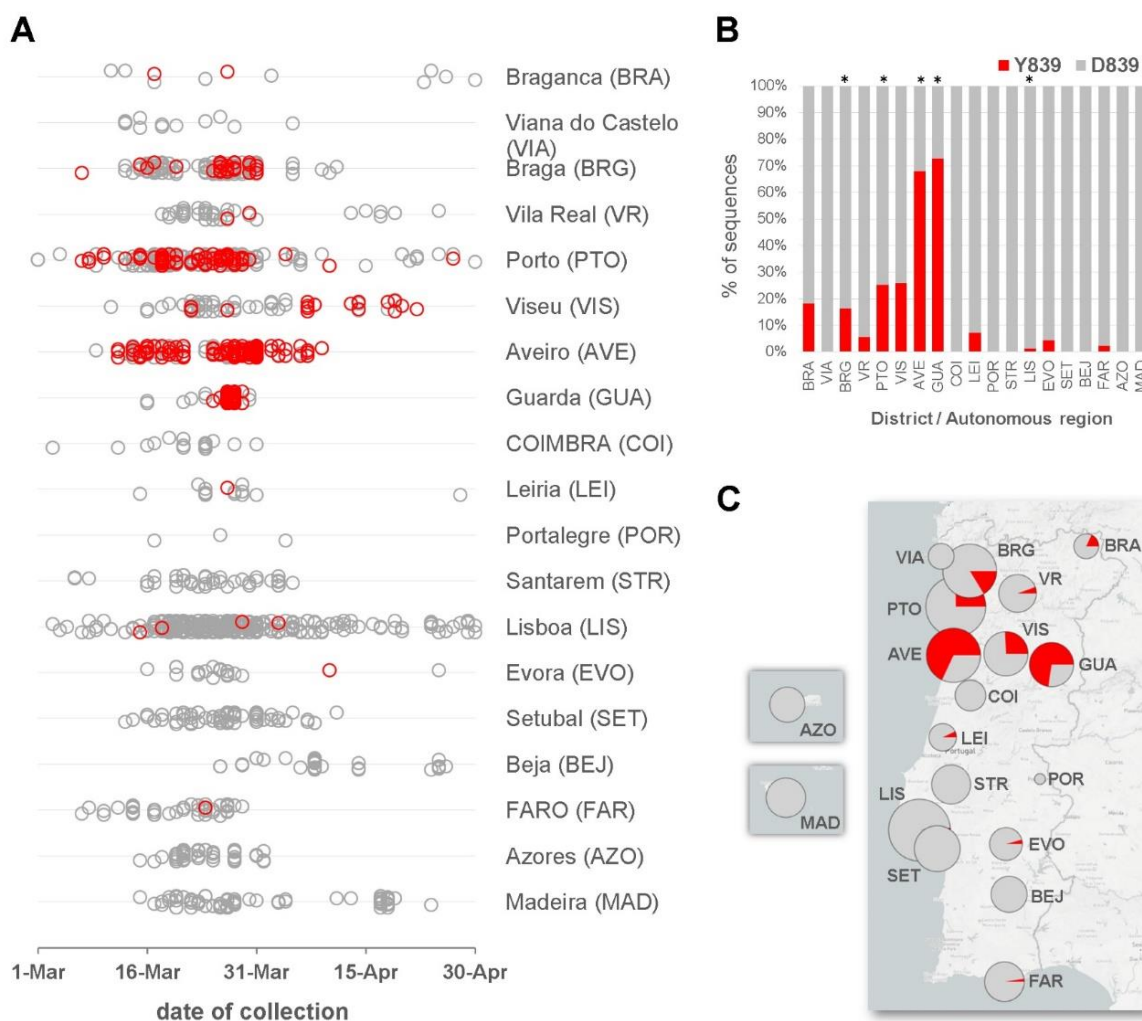 A
Braganca (BRA)
Viana do Castelo
(VIA)
Braga (BRG)
Vila Real (VR)
Porto (PTO)
Viseu (VIS)
Aveiro (AVE)
Guarda (GUA)
COIMBRA (COI)
Leiria (LEI)
Portalegre (POR)
Santarem (STR)
Lisboa (LIS)
Evora (EVO)
Setubal (SET)
Beja (BEJ)
FARO (FAR)
Azores (AZO)
Madeira (MAD)
1-Mar 16-Mar 31-Mar 15-Apr 30-Apr
date of collection
B
Y839 D839
* * * * *
100%
90%
80%
70%
60%
50%
40%
30%
20%
10%
0%
% of sequences
BRA VIA BRG VR PTO VIS AVE GUA COI LEI POR STR LIS EVO SET BEJ FAR AZO MAD
District / Autonomous region
C
VIA BRG BRA
VR
PTO
VIS
AVE GUA
COI
AZO
LEI
Portugal
POR
STR
LIS
MAD
EVO
SET
BEJ
FAR